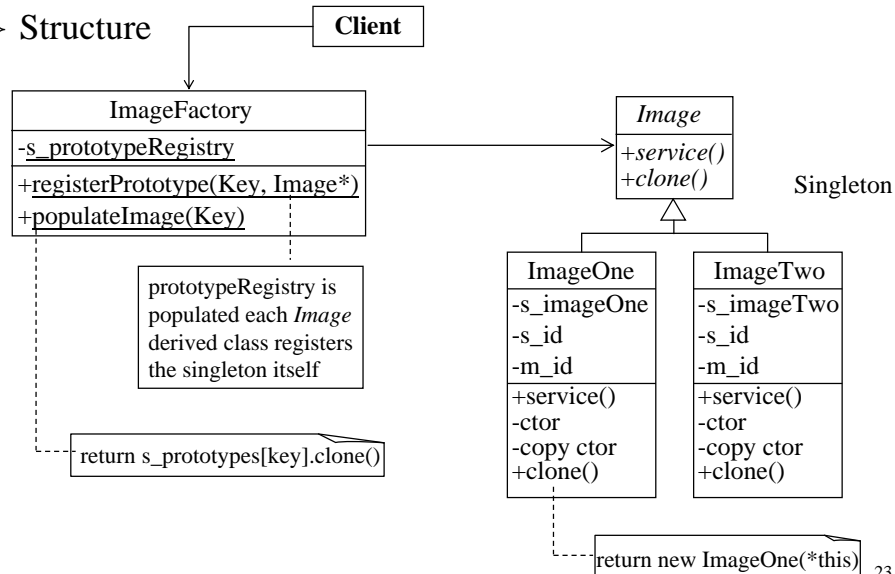 Structure
Client
ImageFactory
-s_prototypeRegistry
+registerPrototype(Key, Image*)
+populateImage(Key)
Image
+service()
+clone()
Singleton
prototypeRegistry is
populated each Image
derived class registers
the singleton itself
return s_prototypes[key].clone()
ImageOne
-s_imageOne
-s_id
-m_id
+service()
-ctor
-copy ctor
+clone()
ImageTwo
-s_imageTwo
-s_id
-m_id
+service()
-ctor
-copy ctor
+clone()
return new ImageOne(*this)
23